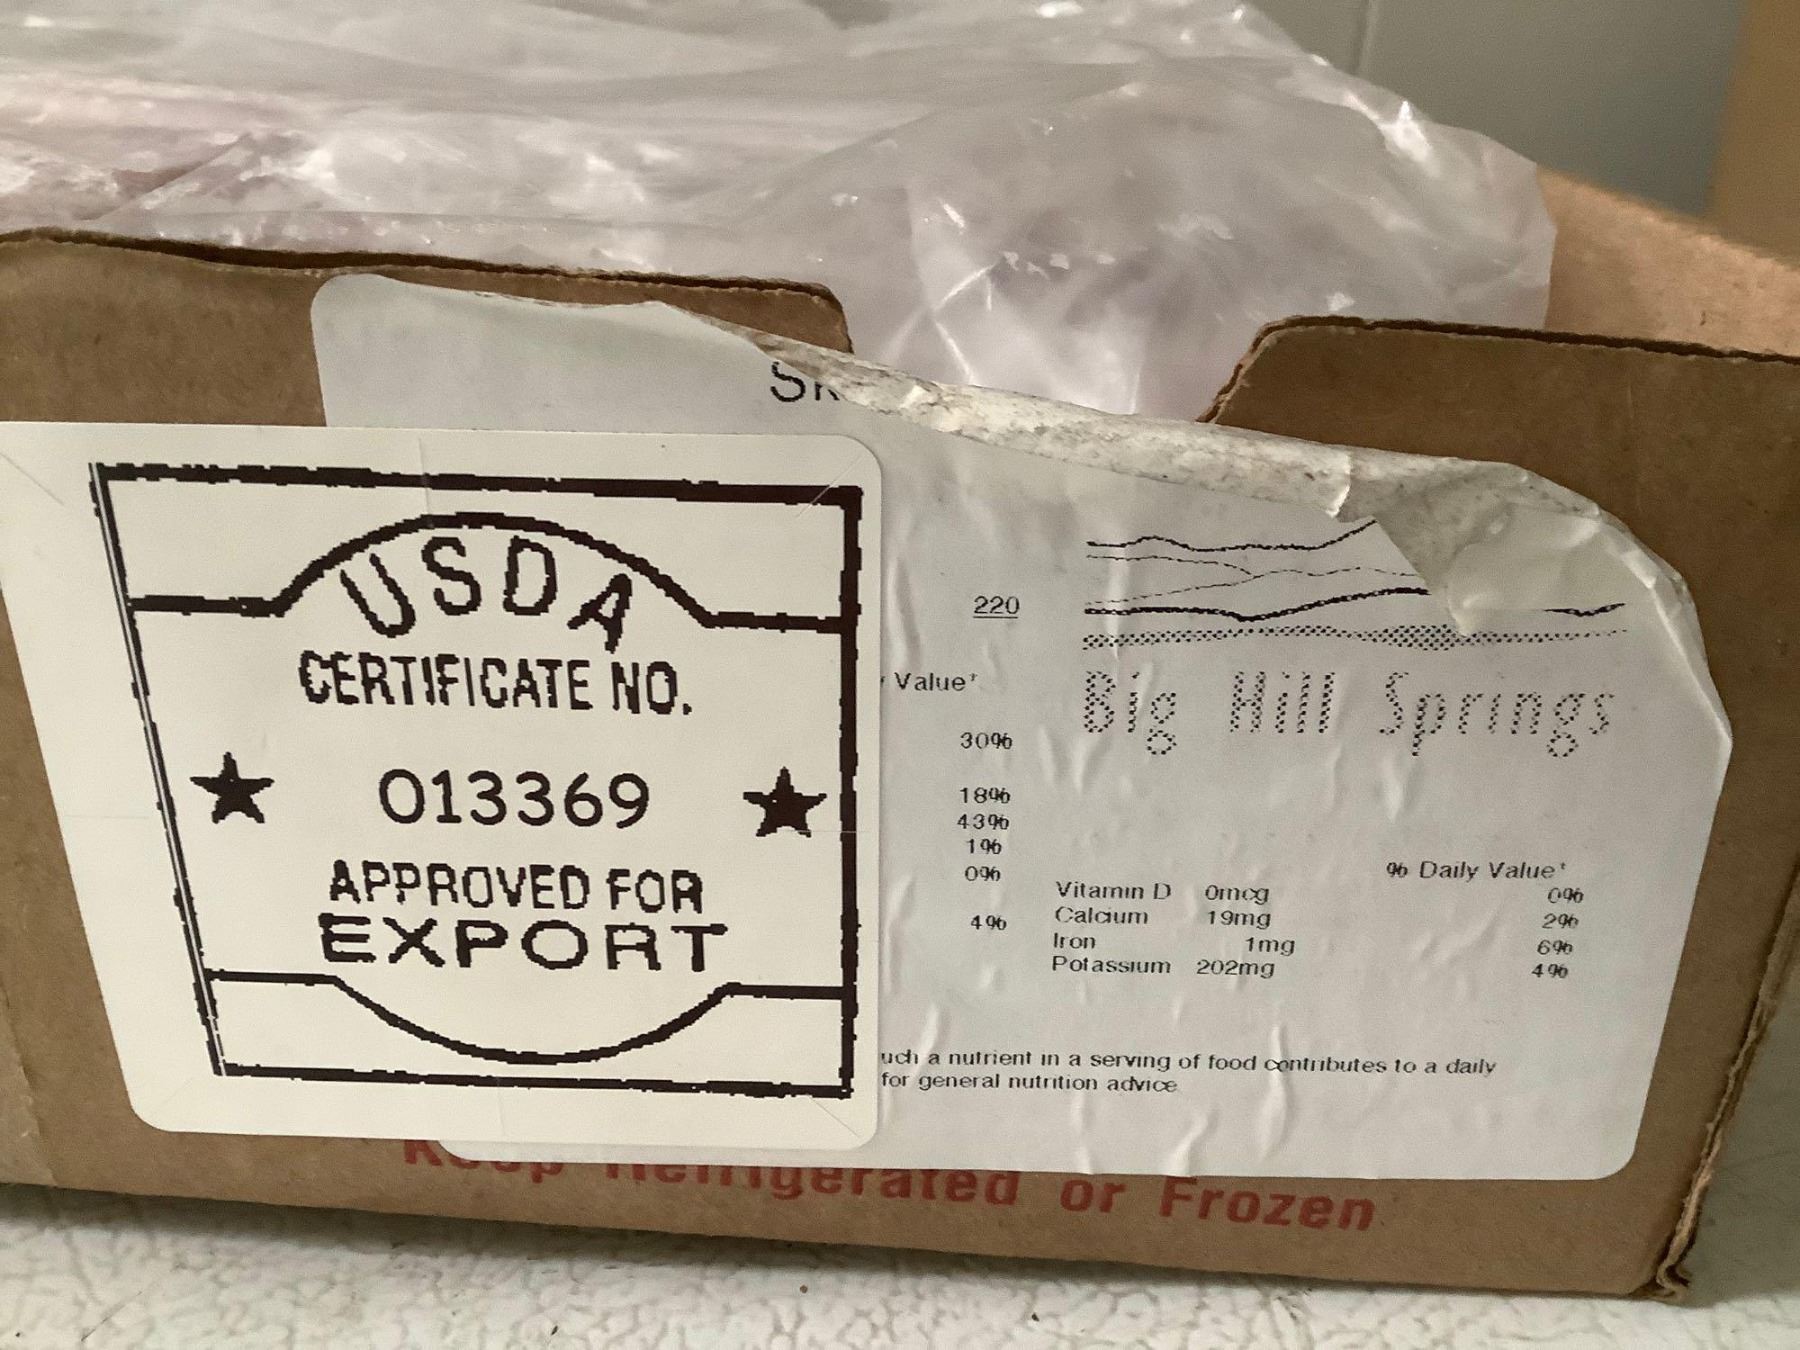 USDA
CERTIFICATE NO.
013369
APPROVED FOR
EXPORT
220
Value*
30%
18%
43%
1%
0%
4%
Big Hill Springs
% Daily Value*
Vitamin D 0mcg 0%
Calcium 19mg 2%
Iron 1mg 6%
Potassium 202mg 4%
a nutrient in a serving of food contributes to a daily
for general nutrition advice
Keep Refrigerated or Frozen